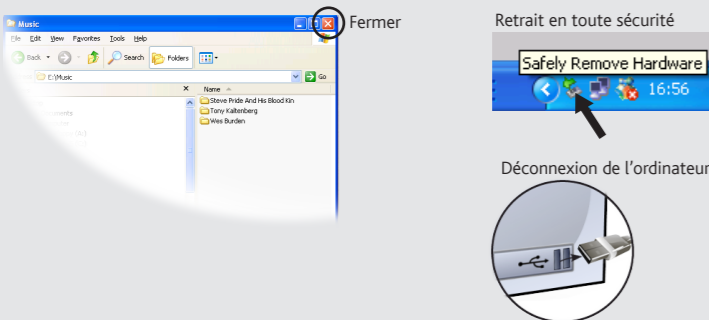 Music
File Edit View Favorites Tools Help
Back Search Folders
E:\Music Go
Name
Steve Pride And His Blood Kin
Tony Kaltenberg
Wes Burden
Fermer
Retrait en toute sécurité
Safely Remove Hardware
16:56
Déconnexion de l'ordinateur